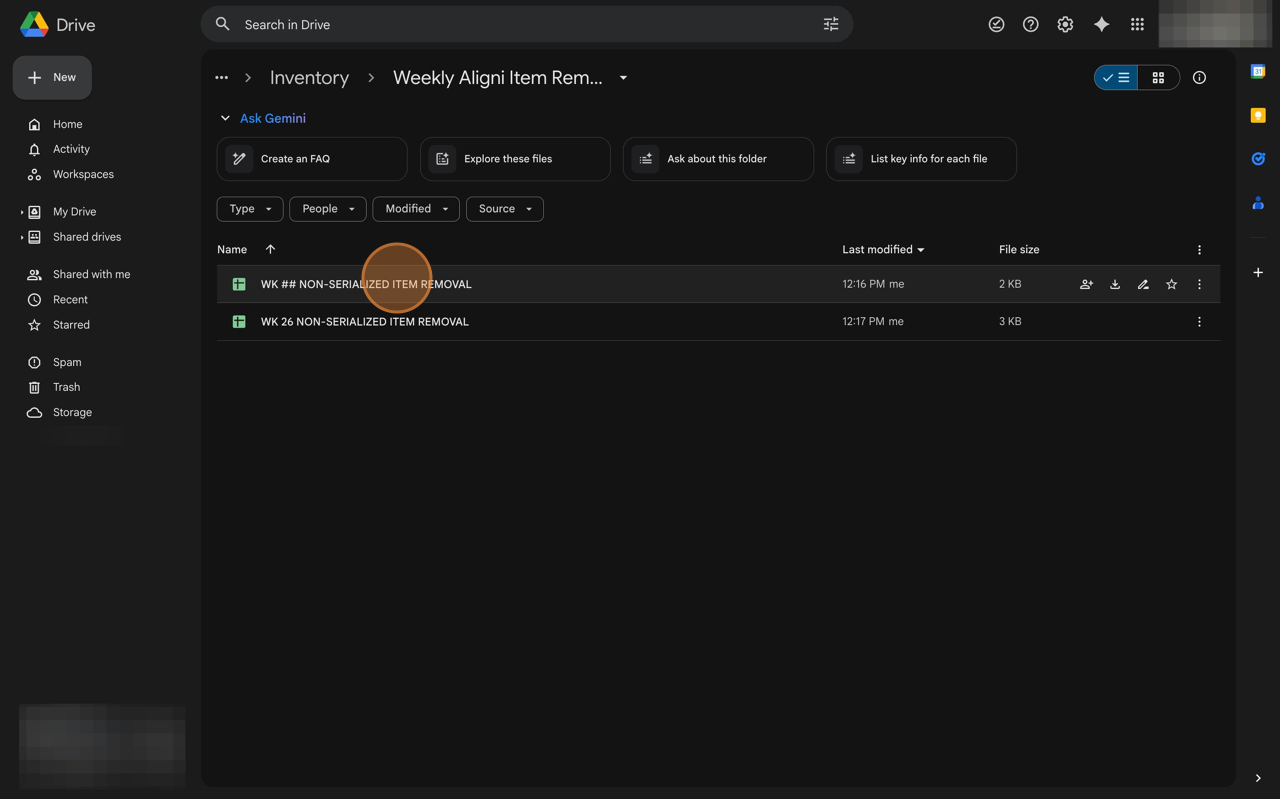 Drive
Search in Drive
New
Inventory
Weekly Aligni Item Rem...
Ask Gemini
Create an FAQ
Explore these files
Ask about this folder
List key info for each file
Type
People
Modified
Source
Name
Last modified
File size
WK ## NON-SERIALIZED ITEM REMOVAL
12:16 PM me
2 KB
WK 26 NON-SERIALIZED ITEM REMOVAL
12:17 PM me
3 KB
Home
Activity
Workspaces
My Drive
Shared drives
Shared with me
Recent
Starred
Spam
Trash
Storage
31